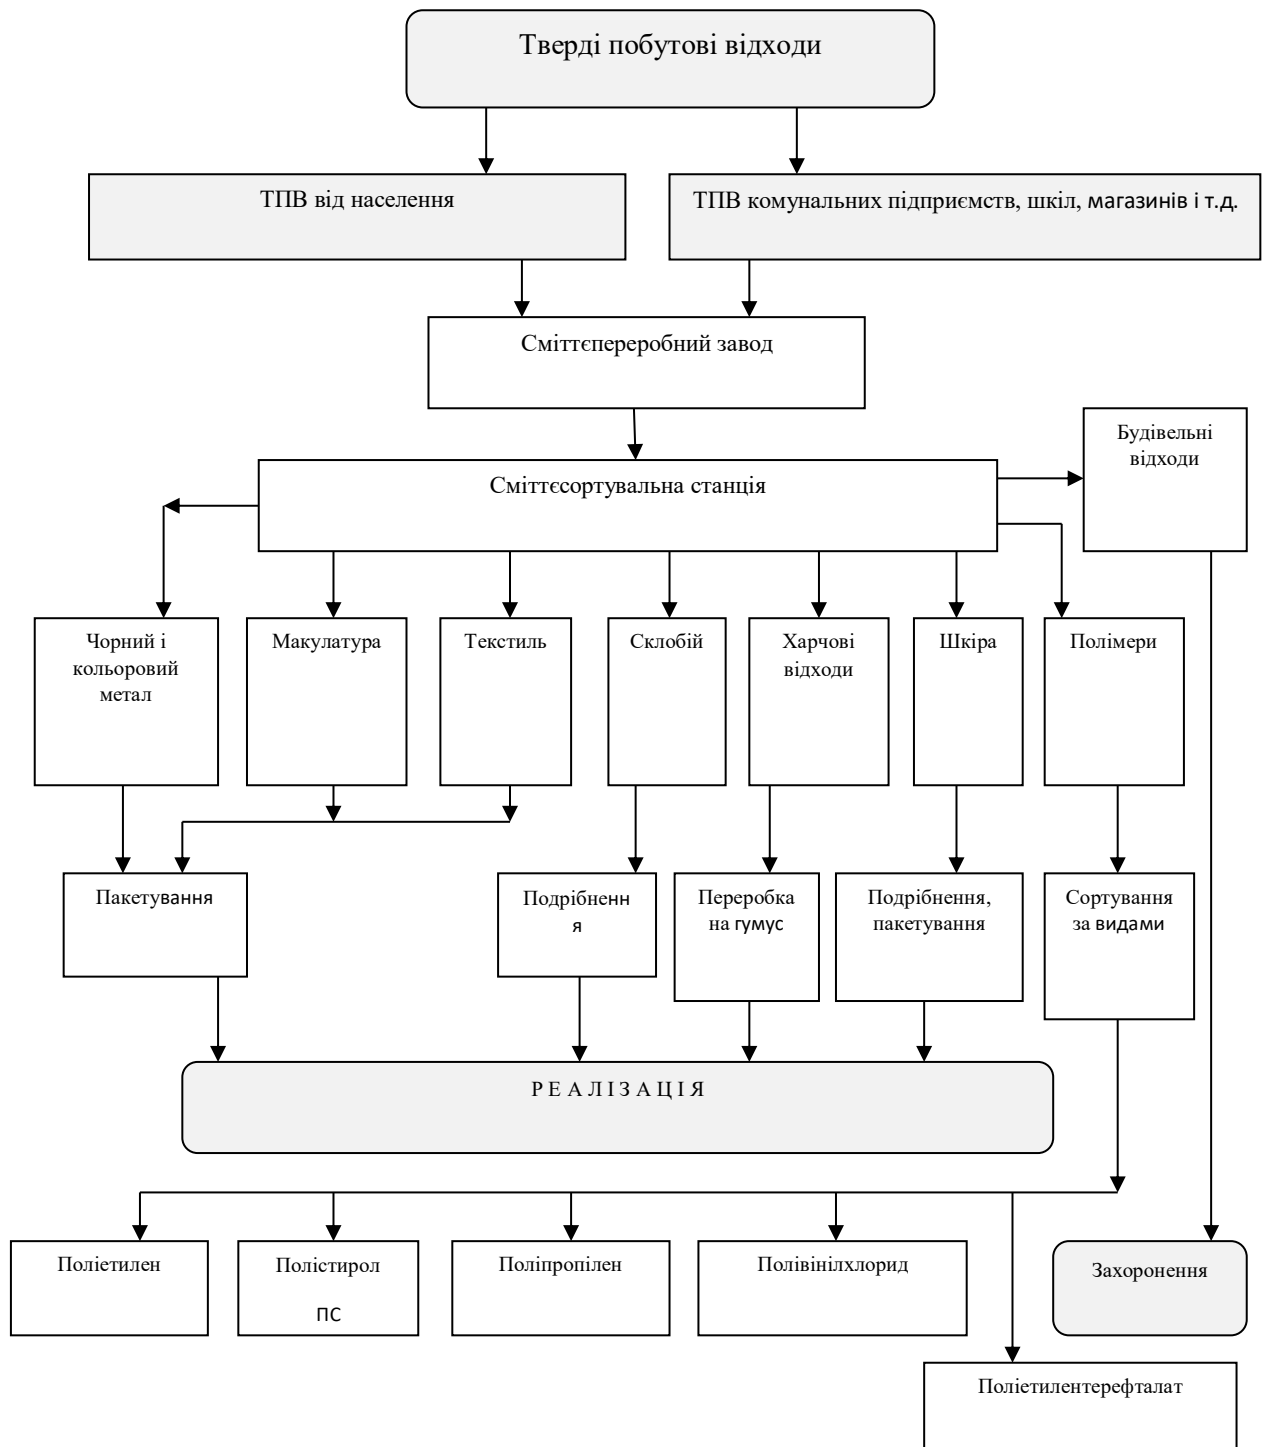 Тверді побутові відходи
ТПВ від населення
ТПВ комунальних підприємств, шкіл, магазинів і т.д.
Сміттєпереробний завод
Будівельні
відходи
Сміттєсортувальна станція
Чорний і
кольоровий
метал
Макулатура
Текстиль
Склобій
Харчові
відходи
Шкіра
Полімери
Пакетування
Подрібненн
я
Переробка
на гумус
Подрібнення,
пакетування
Сортування
за видами
Р Е А Л І З А Ц І Я
Поліетилен
Полістирол
ПС
Поліпропілен
Полівінілхлорид
Захоронення
Поліетилентерефталат